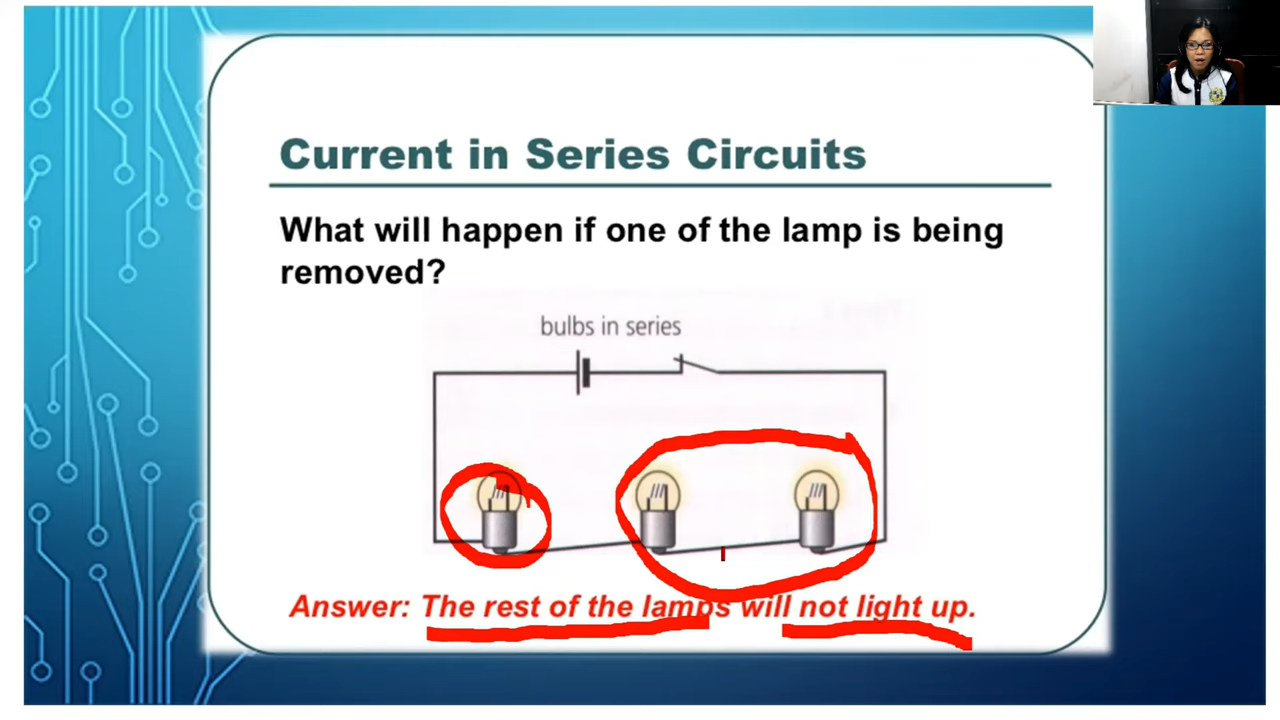 Current in Series Circuits
What will happen if one of the lamp is being
removed?
bulbs in series
Answer: The rest of the lamps will not light up.